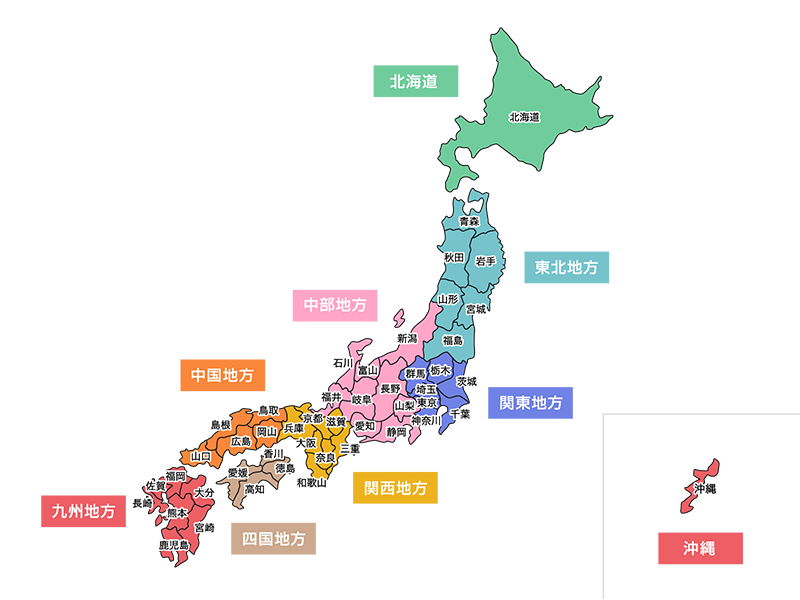 北海道
北海道
青森
秋田
岩手
東北地方
山形
宮城
中部地方
新潟
福島
石川
富山
群馬
栃木
中国地方
茨城
長野
埼玉
福井
岐阜
山梨
東京
関東地方
鳥取
京都
滋賀
神奈川
千葉
島根
岡山
兵庫
愛知
静岡
広島
大阪
三重
山口
香川
奈良
徳島
愛媛
和歌山
高知
関西地方
福岡
佐賀
大分
長崎
熊本
九州地方
宮崎
四国地方
鹿児島
沖縄
沖縄